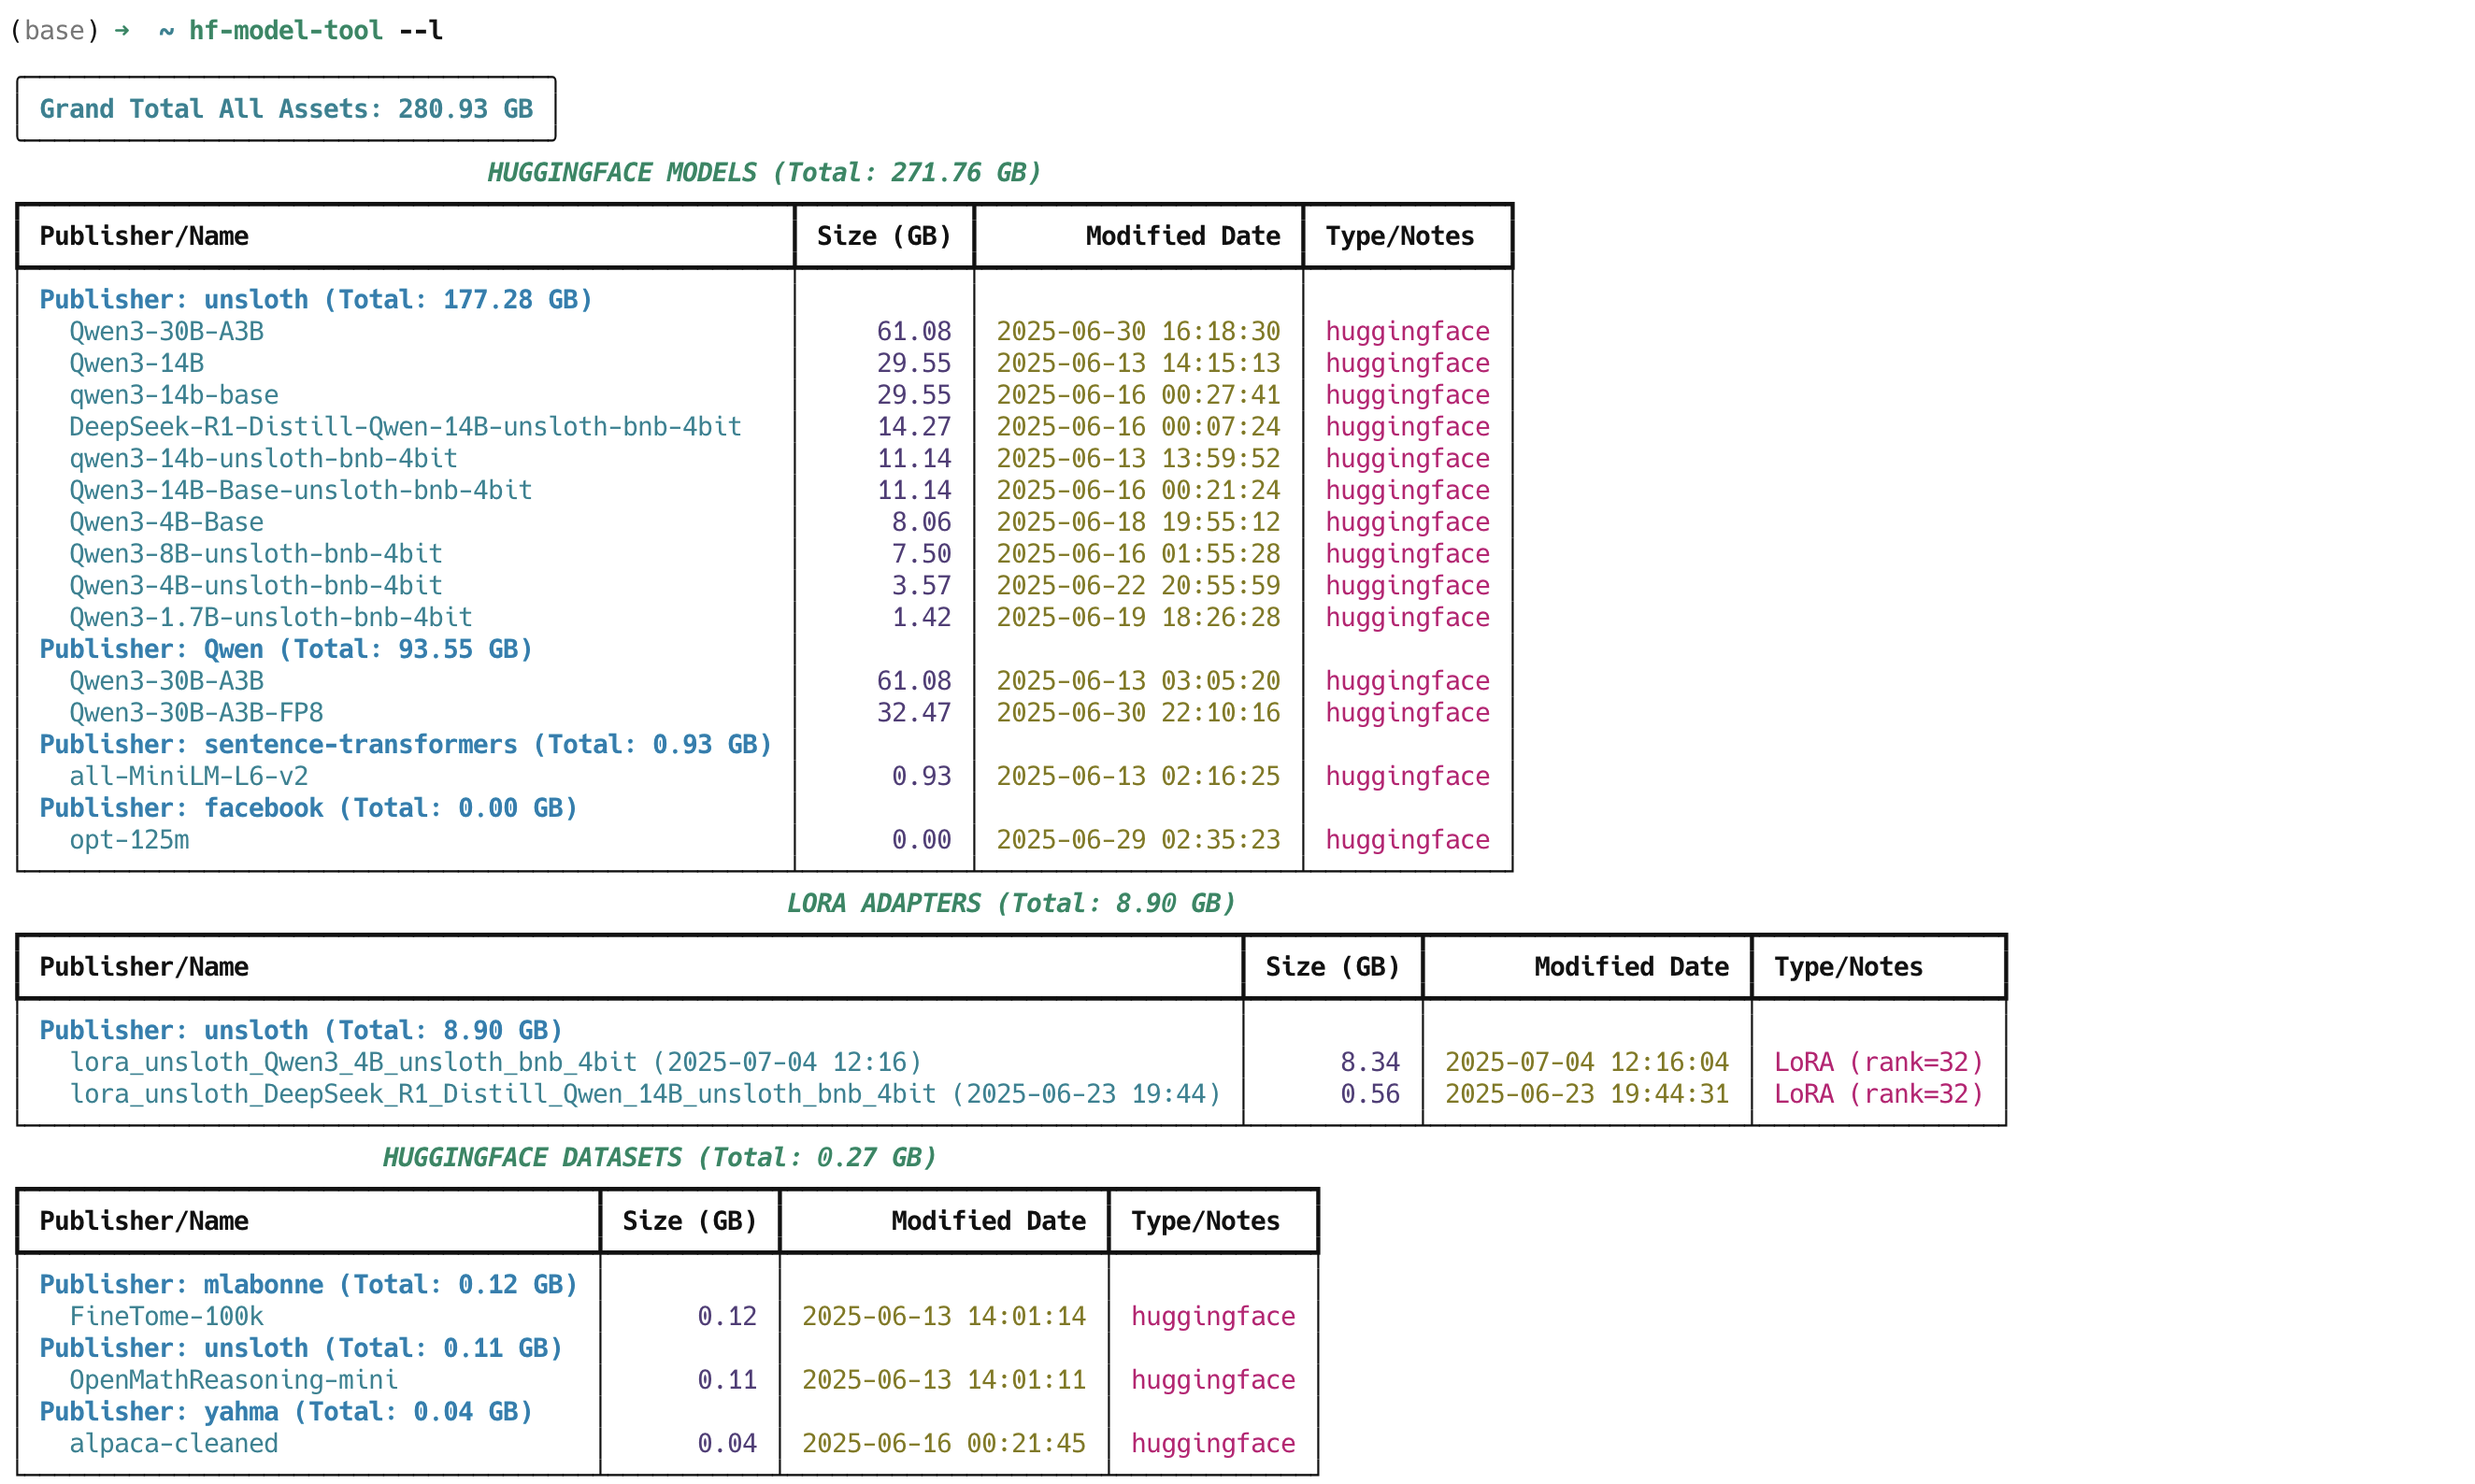 (base) → ~ hf-model-tool --l
Grand Total All Assets: 280.93 GB
HUGGINGFACE MODELS (Total: 271.76 GB)
Publisher/Name Size (GB) Modified Date Type/Notes
Publisher: unsloth (Total: 177.28 GB)
Qwen3-30B-A3B 61.08 2025-06-30 16:18:30 huggingface
Qwen3-14B 29.55 2025-06-13 14:15:13 huggingface
qwen3-14b-base 29.55 2025-06-16 00:27:41 huggingface
DeepSeek-R1-Distill-Qwen-14B-unsloth-bnb-4bit 14.27 2025-06-16 00:07:24 huggingface
qwen3-14b-unsloth-bnb-4bit 11.14 2025-06-13 13:59:52 huggingface
Qwen3-14B-Base-unsloth-bnb-4bit 11.14 2025-06-16 00:21:24 huggingface
Qwen3-4B-Base 8.06 2025-06-18 19:55:12 huggingface
Qwen3-8B-unsloth-bnb-4bit 7.50 2025-06-16 01:55:28 huggingface
Qwen3-4B-unsloth-bnb-4bit 3.57 2025-06-22 20:55:59 huggingface
Qwen3-1.7B-unsloth-bnb-4bit 1.42 2025-06-19 18:26:28 huggingface
Publisher: Qwen (Total: 93.55 GB)
Qwen3-30B-A3B 61.08 2025-06-13 03:05:20 huggingface
Qwen3-30B-A3B-FP8 32.47 2025-06-30 22:10:16 huggingface
Publisher: sentence-transformers (Total: 0.93 GB)
all-MiniLM-L6-v2 0.93 2025-06-13 02:16:25 huggingface
Publisher: facebook (Total: 0.00 GB)
opt-125m 0.00 2025-06-29 02:35:23 huggingface
LORA ADAPTERS (Total: 8.90 GB)
Publisher/Name Size (GB) Modified Date Type/Notes
Publisher: unsloth (Total: 8.90 GB)
lora_unsloth_Qwen3_4B_unsloth_bnb_4bit (2025-07-04 12:16) 8.34 2025-07-04 12:16:04 LoRA (rank=32)
lora_unsloth_DeepSeek_R1_Distill_Qwen_14B_unsloth_bnb_4bit (2025-06-23 19:44) 0.56 2025-06-23 19:44:31 LoRA (rank=32)
HUGGINGFACE DATASETS (Total: 0.27 GB)
Publisher/Name Size (GB) Modified Date Type/Notes
Publisher: mlabonne (Total: 0.12 GB)
FineTome-100k 0.12 2025-06-13 14:01:14 huggingface
Publisher: unsloth (Total: 0.11 GB)
OpenMathReasoning-mini 0.11 2025-06-13 14:01:11 huggingface
Publisher: yahma (Total: 0.04 GB)
alpaca-cleaned 0.04 2025-06-16 00:21:45 huggingface